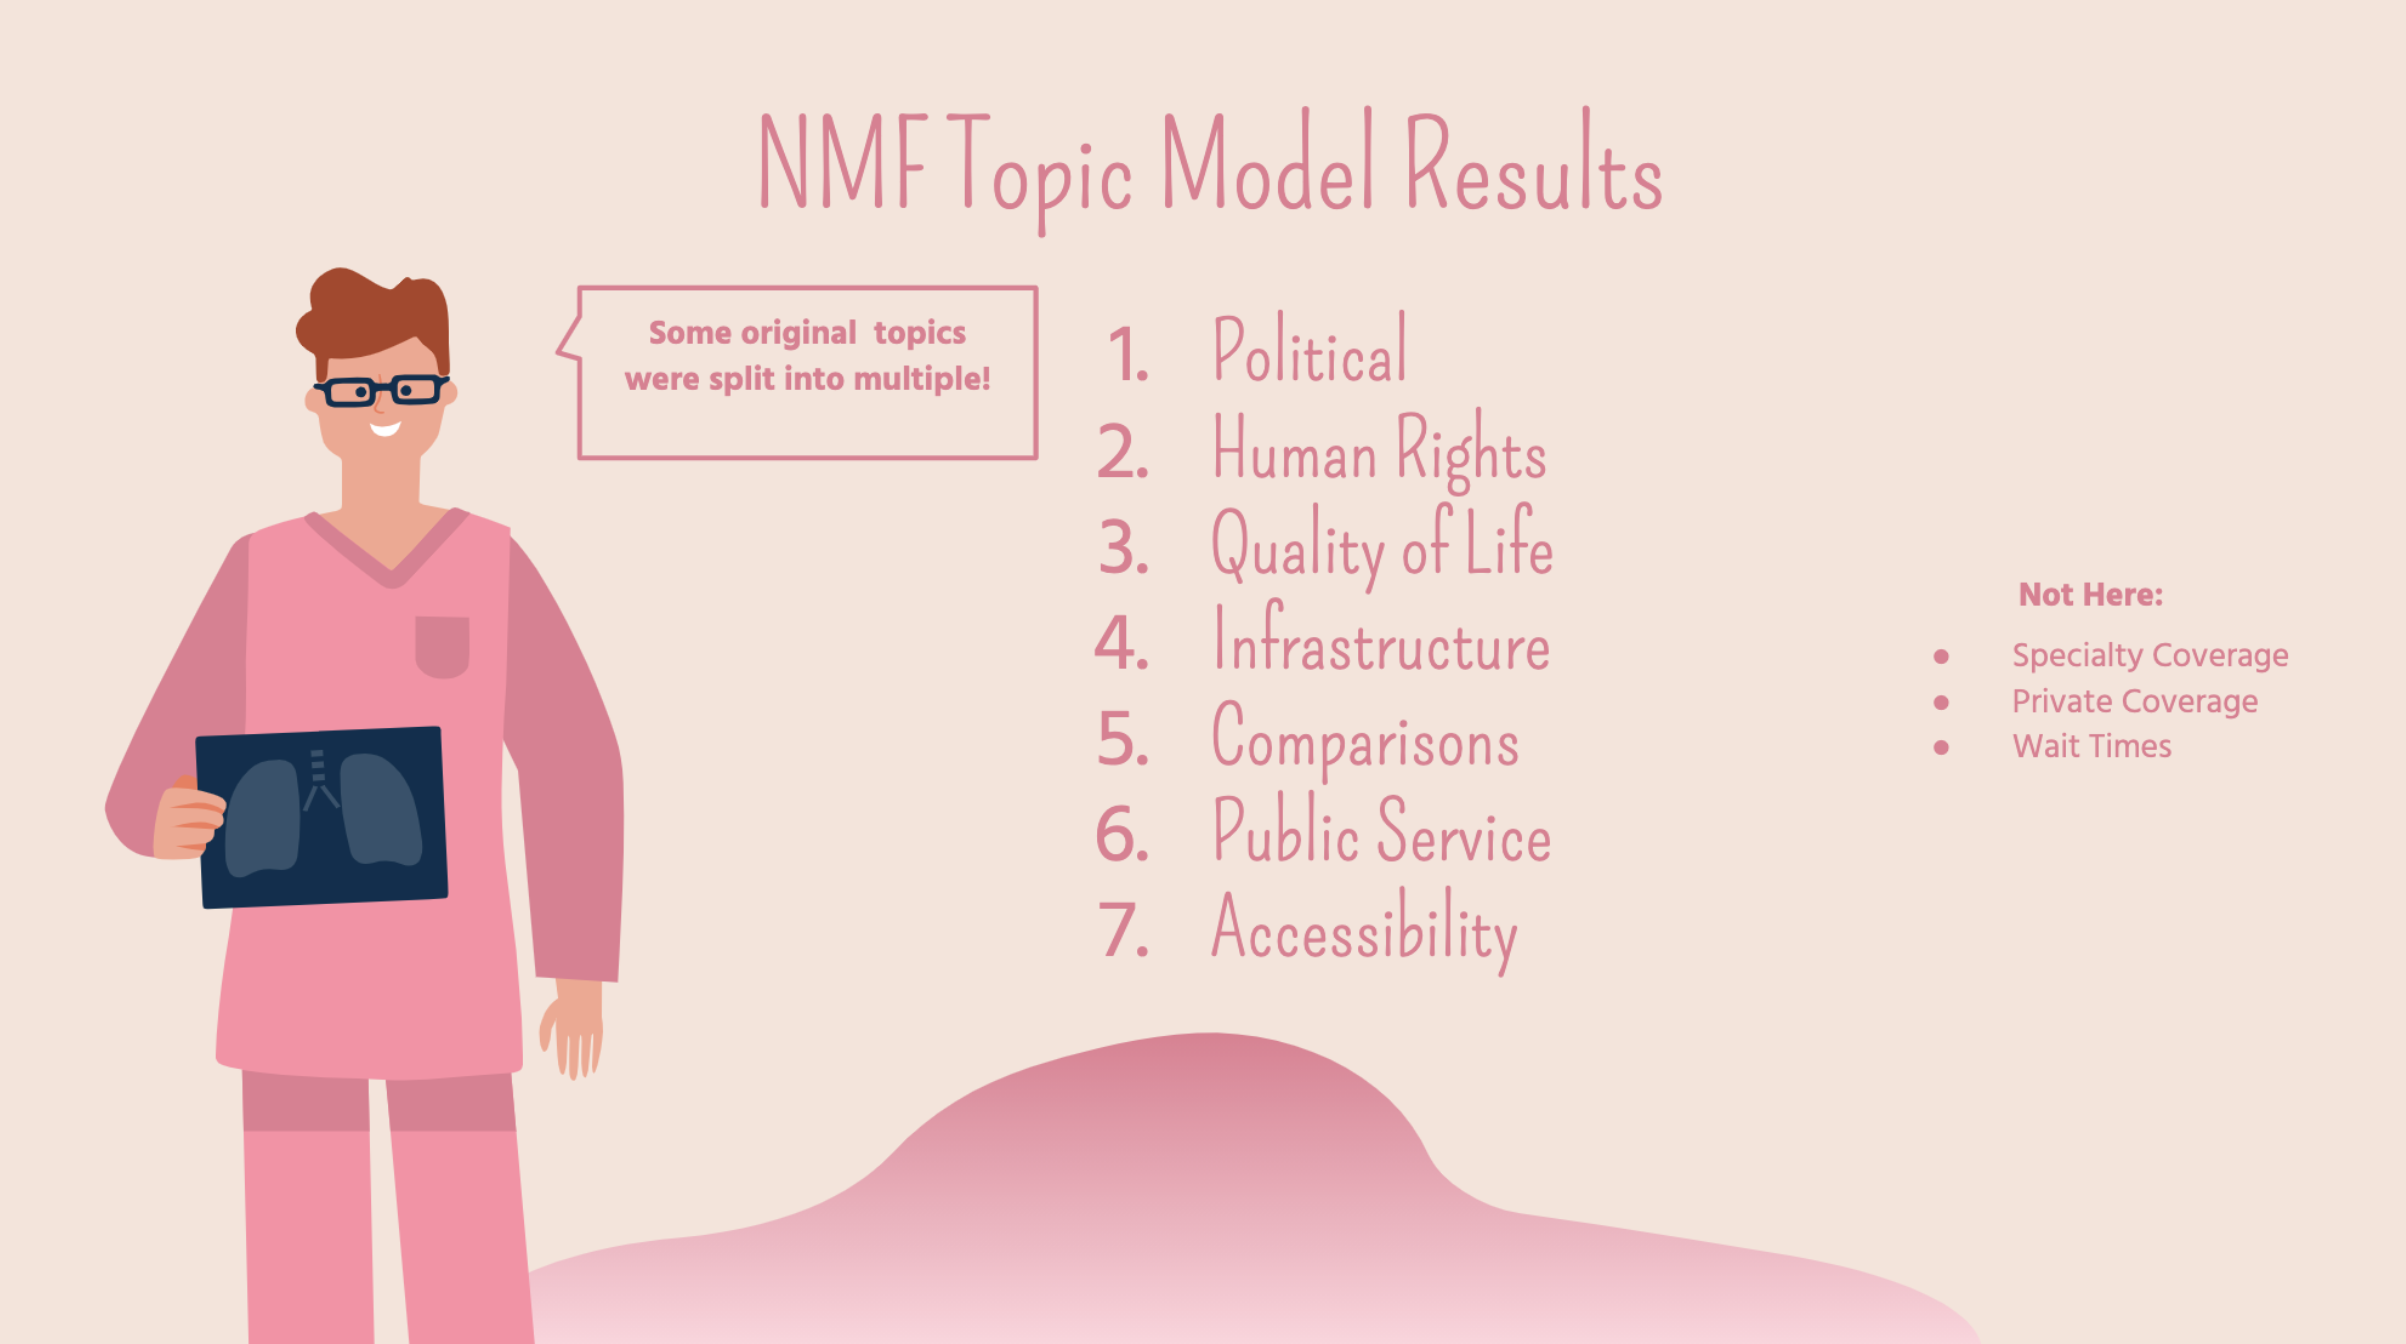 NMF Topic Model Results
Some original topics
were split into multiple!
1. Political
2. Human Rights
3. Quality of Life
4. Infrastructure
5. Comparisons
6. Public Service
7. Accessibility
Not Here:
● Specialty Coverage
● Private Coverage
● Wait Times